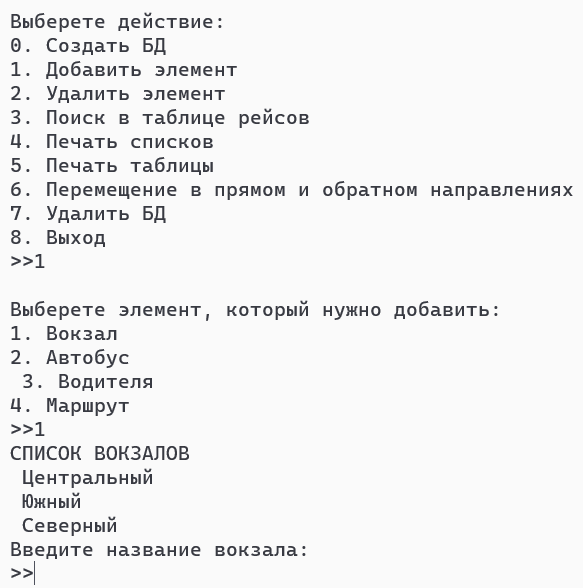 Выберете действие:
0. Создать БД
1. Добавить элемент
2. Удалить элемент
3. Поиск в таблице рейсов
4. Печать списков
5. Печать таблицы
6. Перемещение в прямом и обратном направлениях
7. Удалить БД
8. Выход
>>1

Выберете элемент, который нужно добавить:
1. Вокзал
2. Автобус
 3. Водителя
4. Маршрут
>>1
СПИСОК ВОКЗАЛОВ
 Центральный
 Южный
 Северный
Введите название вокзала:
>>